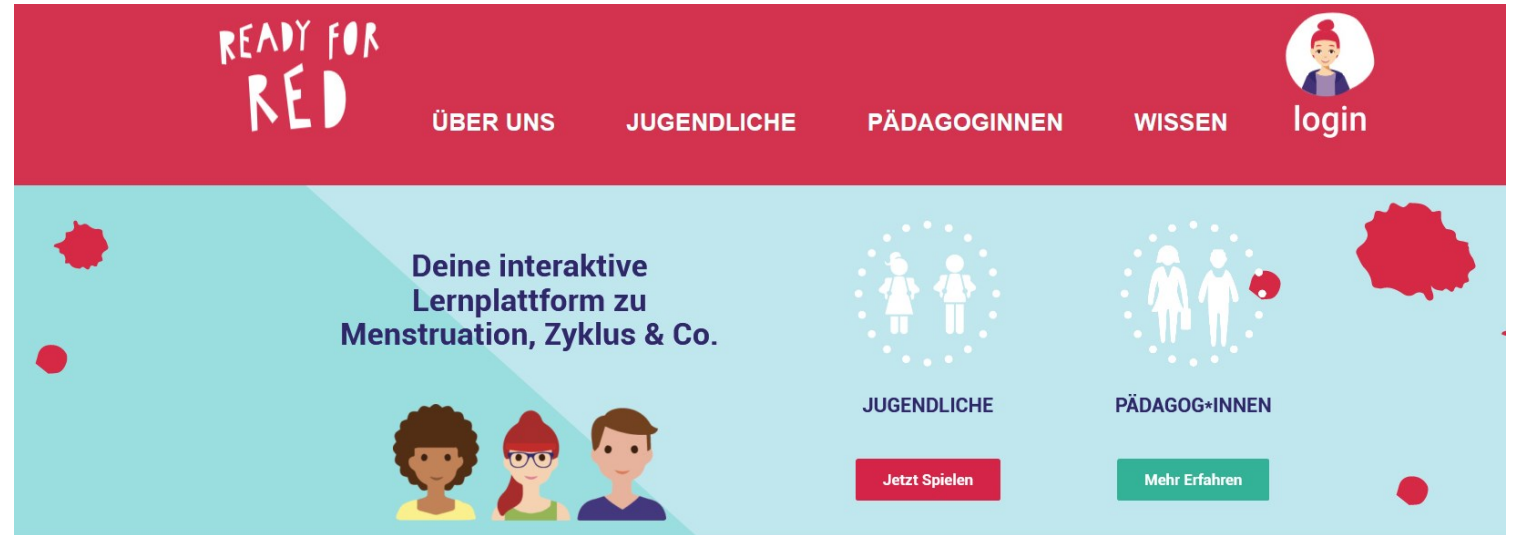 READY FOR
RED
ÜBER UNS
JUGENDLICHE
PÄDAGOGINNEN
WISSEN
login
Deine interaktive
Lernplattform zu
Menstruation, Zyklus & Co.
JUGENDLICHE
PÄDAGOG*INNEN
Jetzt Spielen
Mehr Erfahren